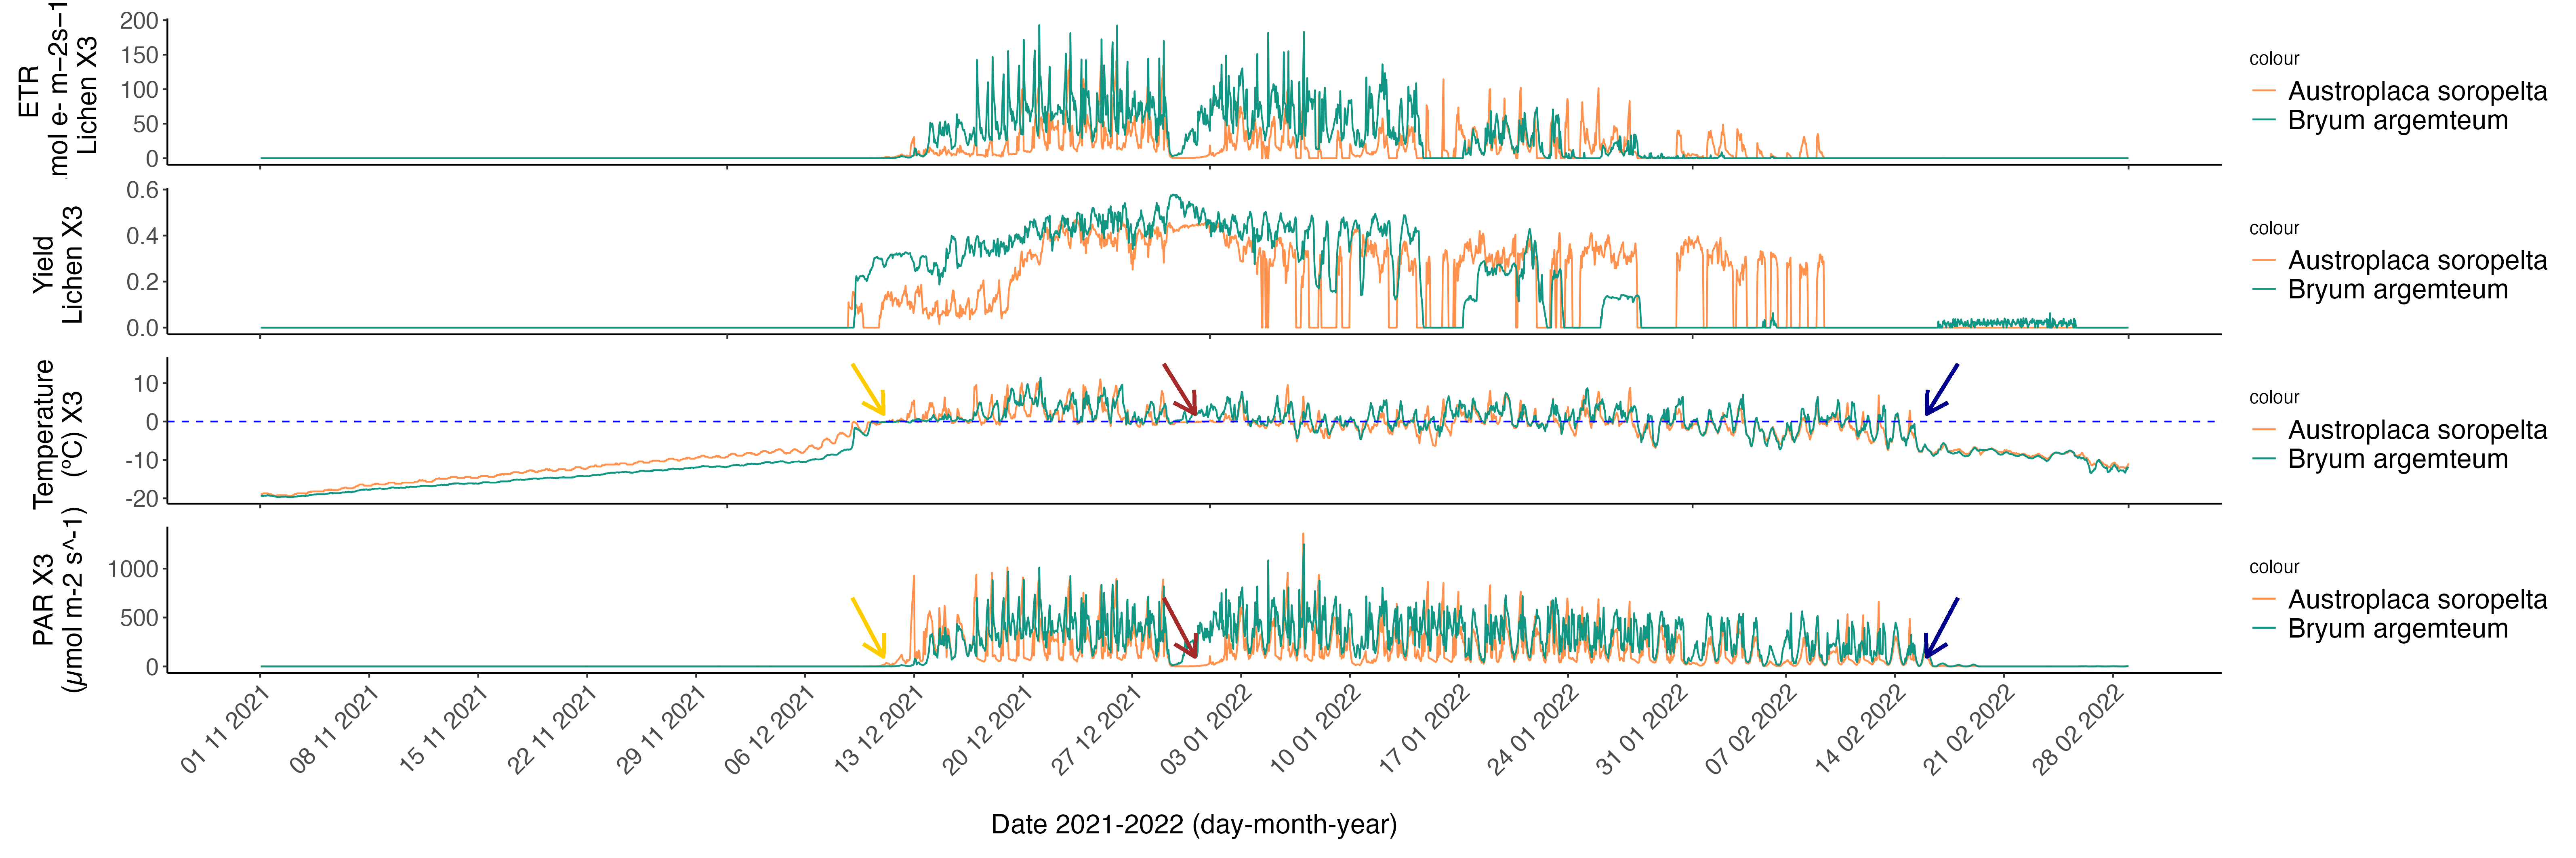 ETR
.mol e- m−2s−1
Lichen X3
200
150
100
50
0
colour
Austroplaca soropelta
Bryum argemteum
Yield
Lichen X3
0.6
0.4
0.2
0.0
colour
Austroplaca soropelta
Bryum argemteum
Temperature
(ºC) X3
10
0
-10
-20
colour
Austroplaca soropelta
Bryum argemteum
PAR X3
(μmol m-2 s^-1)
1000
500
0
colour
Austroplaca soropelta
Bryum argemteum
01 11 2021
08 11 2021
15 11 2021
22 11 2021
29 11 2021
06 12 2021
13 12 2021
20 12 2021
27 12 2021
03 01 2022
10 01 2022
17 01 2022
24 01 2022
31 01 2022
07 02 2022
14 02 2022
21 02 2022
28 02 2022
Date 2021-2022 (day-month-year)